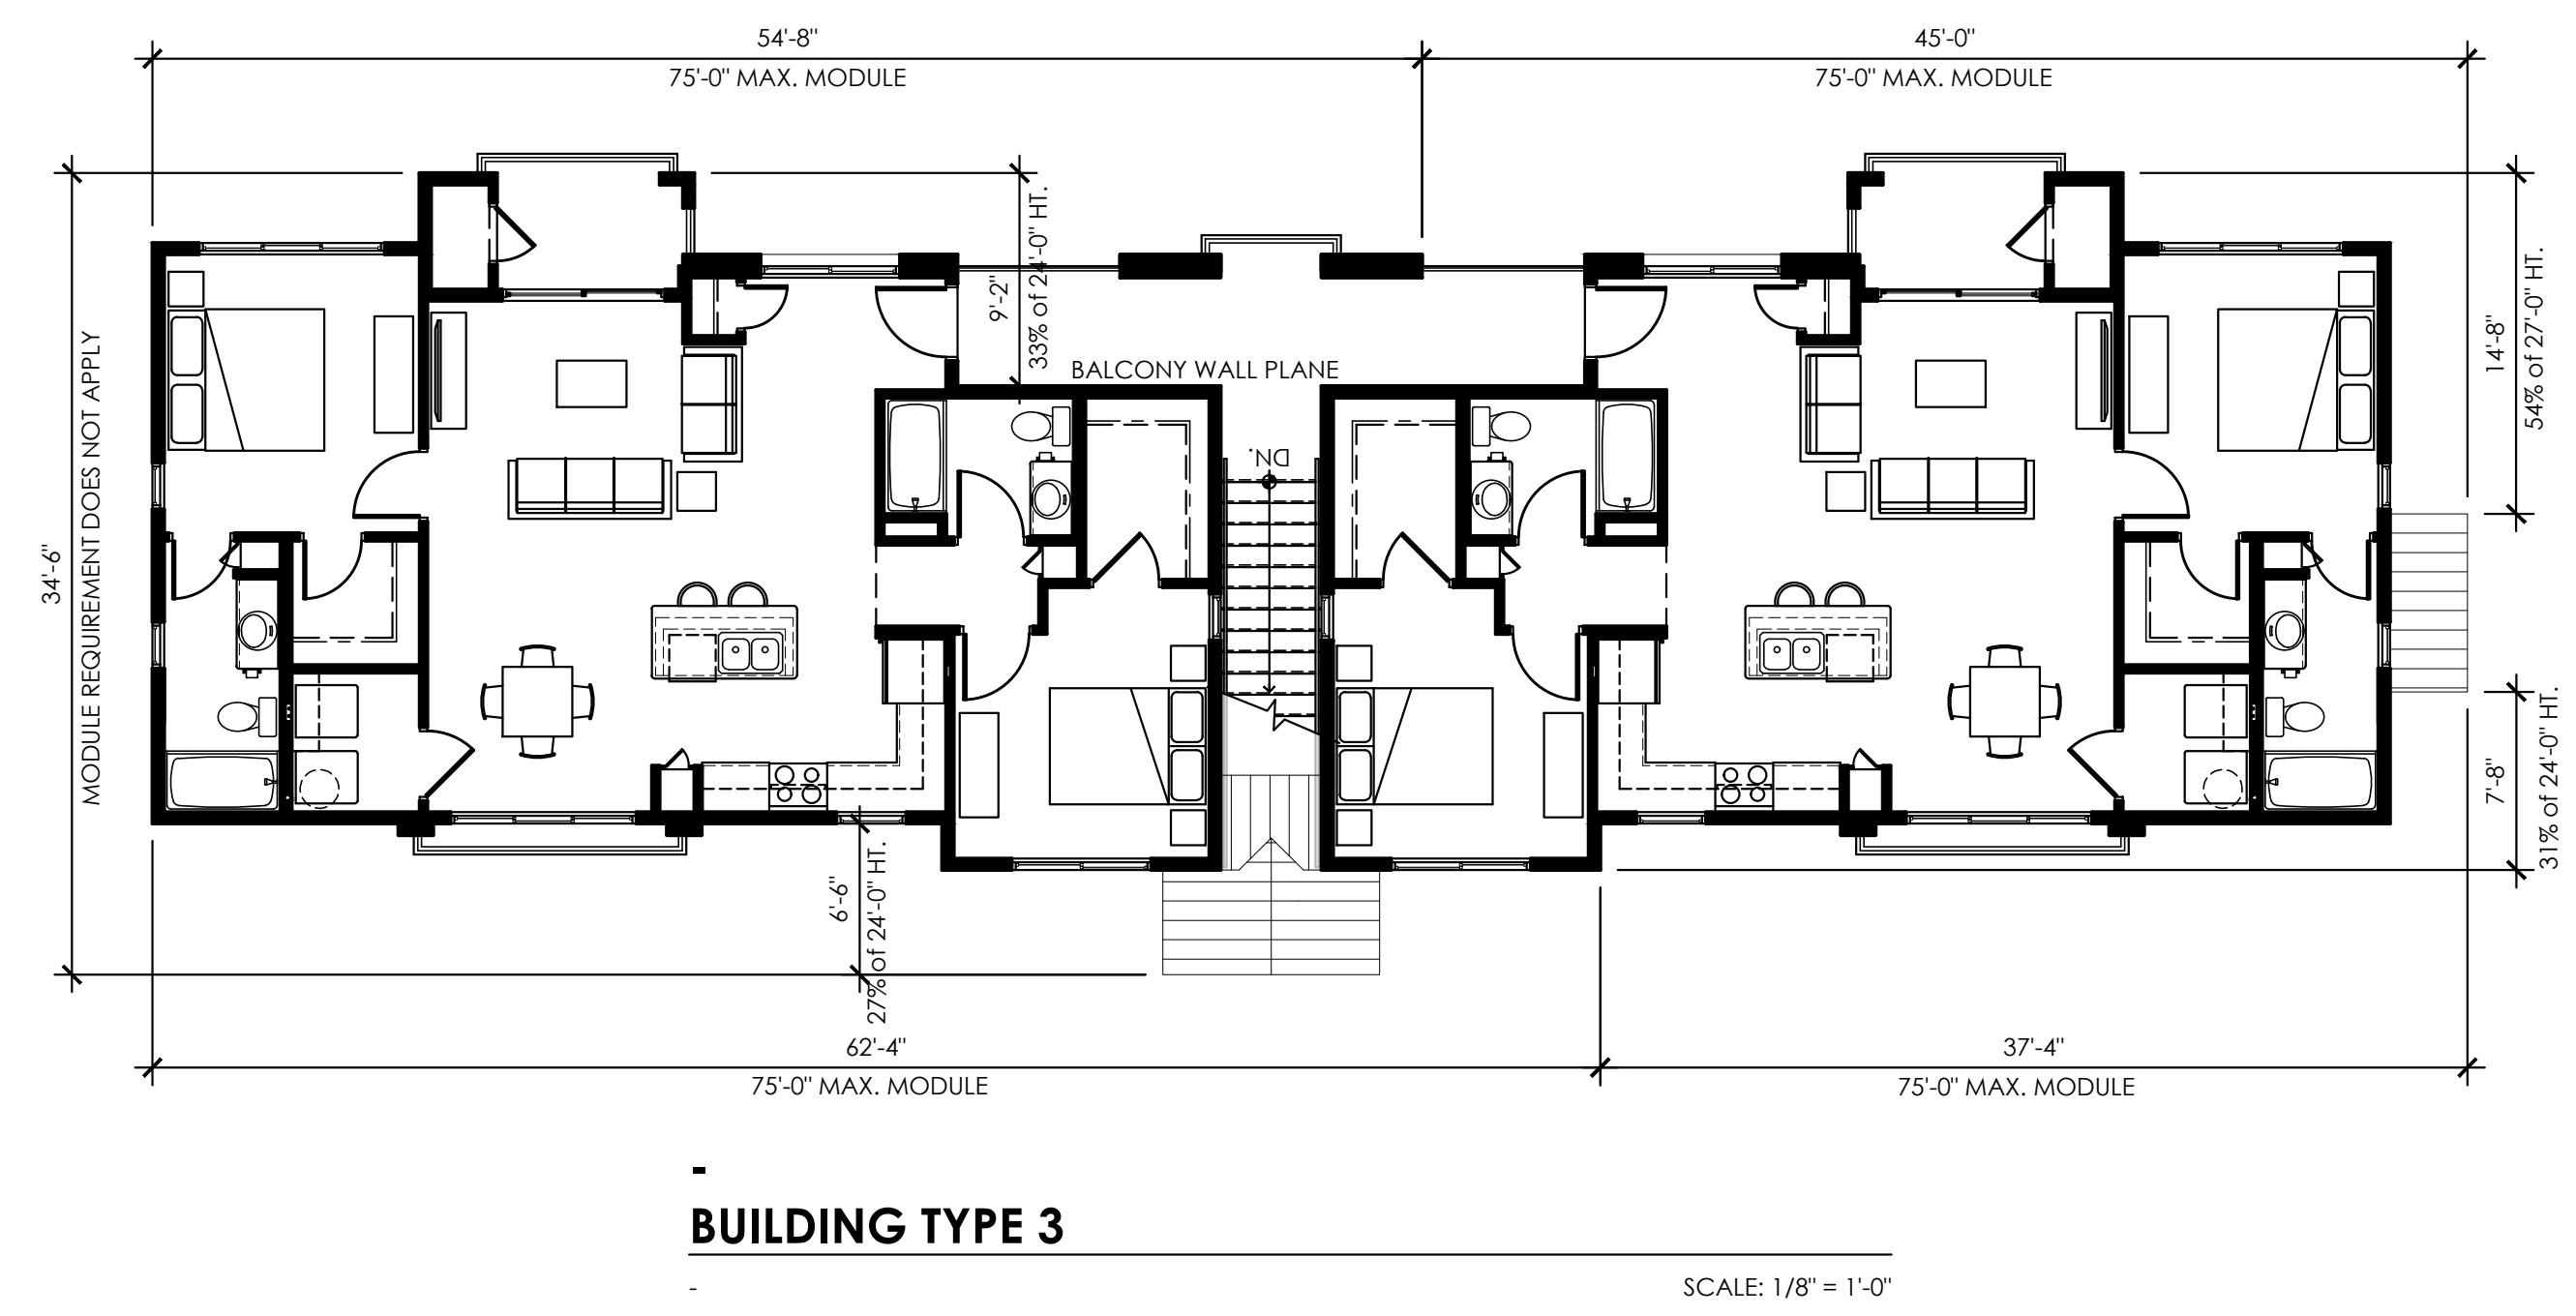 54'-8"
75'-0" MAX. MODULE
45'-0"
75'-0" MAX. MODULE
34'-6"
MODULE REQUIREMENT DOES NOT APPLY
9'-2"
33% of 24'-0" HT.
BALCONY WALL PLANE
DN.
14'-8"
54% of 27'-0" HT.
7'-8"
31% of 24'-0" HT.
6'-6"
27% of 24'-0" HT.
62'-4"
75'-0" MAX. MODULE
37'-4"
75'-0" MAX. MODULE
-
BUILDING TYPE 3
-
SCALE: 1/8" = 1'-0"